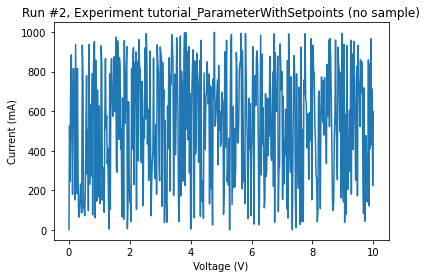 Run #2, Experiment tutorial_ParameterWithSetpoints (no sample)
1000
800
600
400
200
0
Current (mA)
0 2 4 6 8 10
Voltage (V)